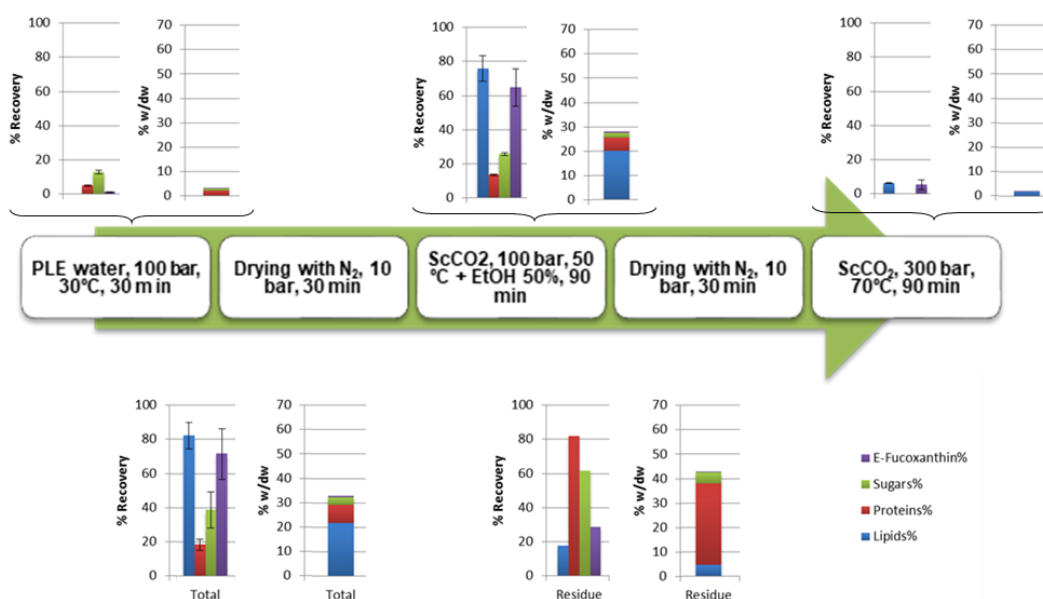 % Recovery
100
80
60
40
20
0
% w/dw
70
60
50
40
30
20
10
0
% Recovery
100
80
60
40
20
0
% w/dw
70
60
50
40
30
20
10
0
% Recovery
100
80
60
40
20
0
% w/dw
70
60
50
40
30
20
10
0
PLE water, 100 bar,
30°C, 30 min
Drying with N₂, 10
bar, 30 min
ScCO2, 100 bar, 50
°C + EtOH 50%, 90
min
Drying with N₂, 10
bar, 30 min
ScCO₂, 300 bar,
70°C, 90 min
% Recovery
100
80
60
40
20
0
Total
% w/dw
70
60
50
40
30
20
10
0
Total
% Recovery
100
80
60
40
20
0
Residue
% w/dw
70
60
50
40
30
20
10
0
Residue
E-Fucoxanthin%
Sugars%
Proteins%
Lipids%